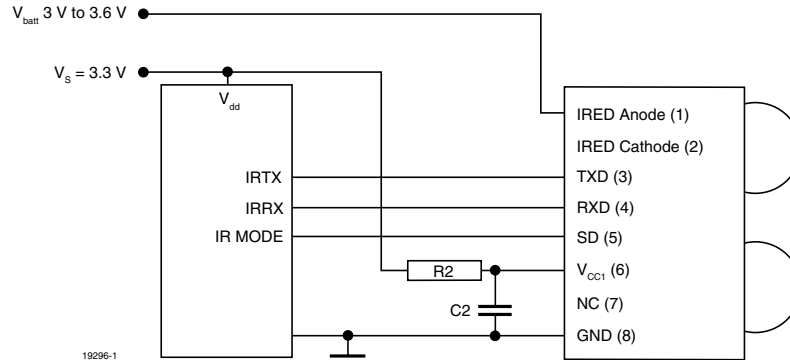 V_batt 3 V to 3.6 V
V_S = 3.3 V
V_dd
IRTX
IRRX
IR MODE
R2
C2
IRED Anode (1)
IRED Cathode (2)
TXD (3)
RXD (4)
SD (5)
V_CC1 (6)
NC (7)
GND (8)
19296-1